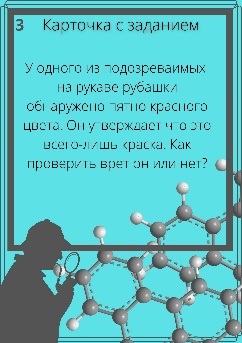 3 Карточка с заданием
У одного из подозреваимых
на рукаве рубашки
обнаружено пятно красного
цвета. Он утверждает что это
всего-лишь краска. Как
проверить врет он или нет?